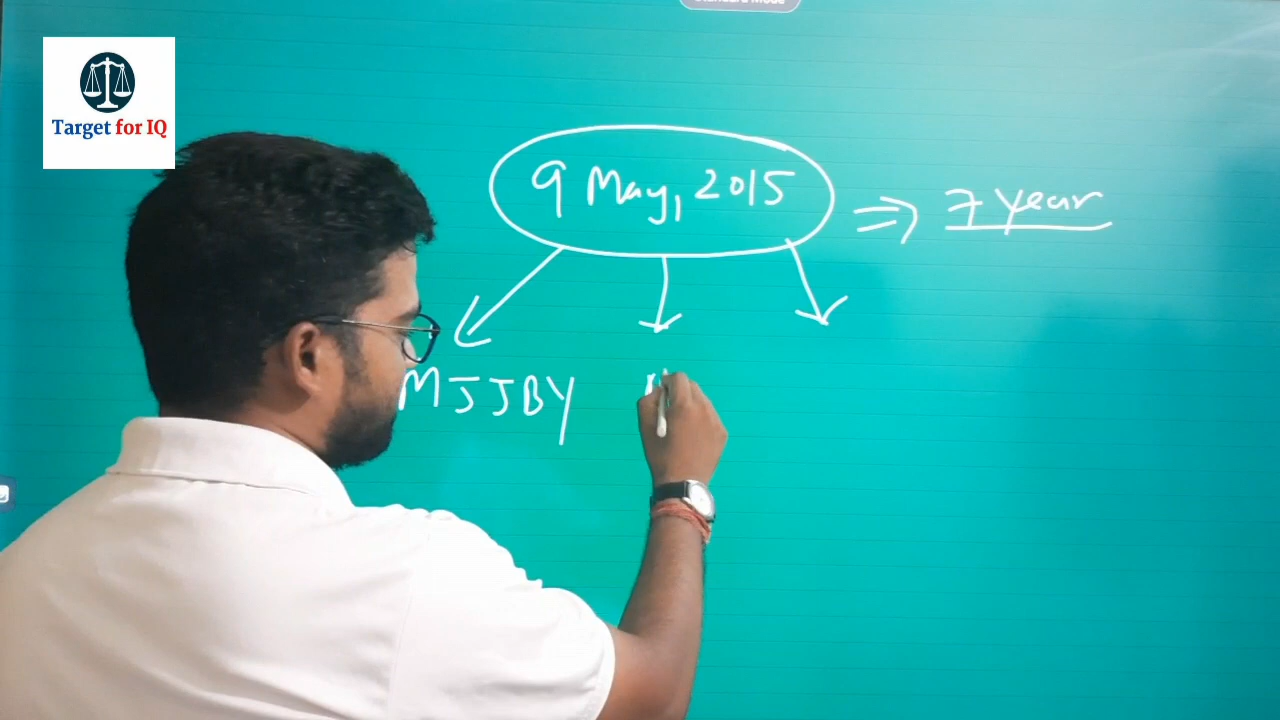 Target for IQ
9 May, 2015 ⇒ 7 Year
MJJBY